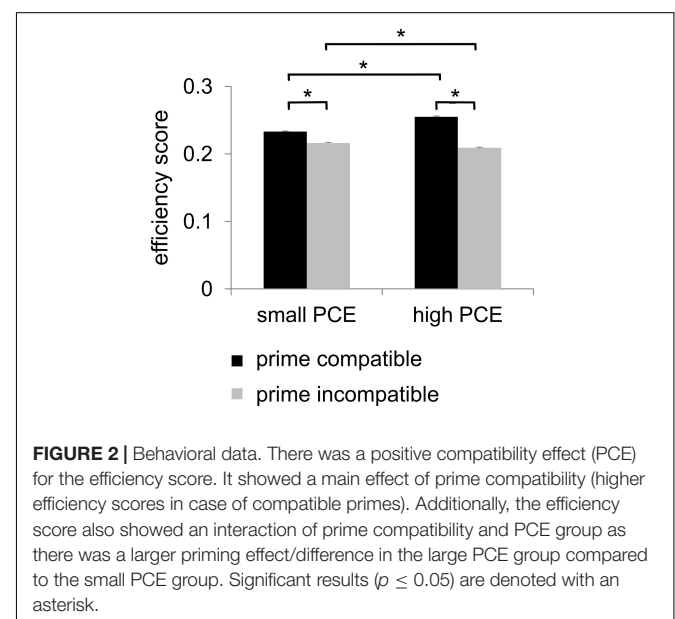 *
*
0.3
* *
0.2
0.1
0
efficiency score
small PCE high PCE
prime compatible
prime incompatible
FIGURE 2 | Behavioral data. There was a positive compatibility effect (PCE)
for the efficiency score. It showed a main effect of prime compatibility (higher
efficiency scores in case of compatible primes). Additionally, the efficiency
score also showed an interaction of prime compatibility and PCE group as
there was a larger priming effect/difference in the large PCE group compared
to the small PCE group. Significant results (p ≤ 0.05) are denoted with an
asterisk.